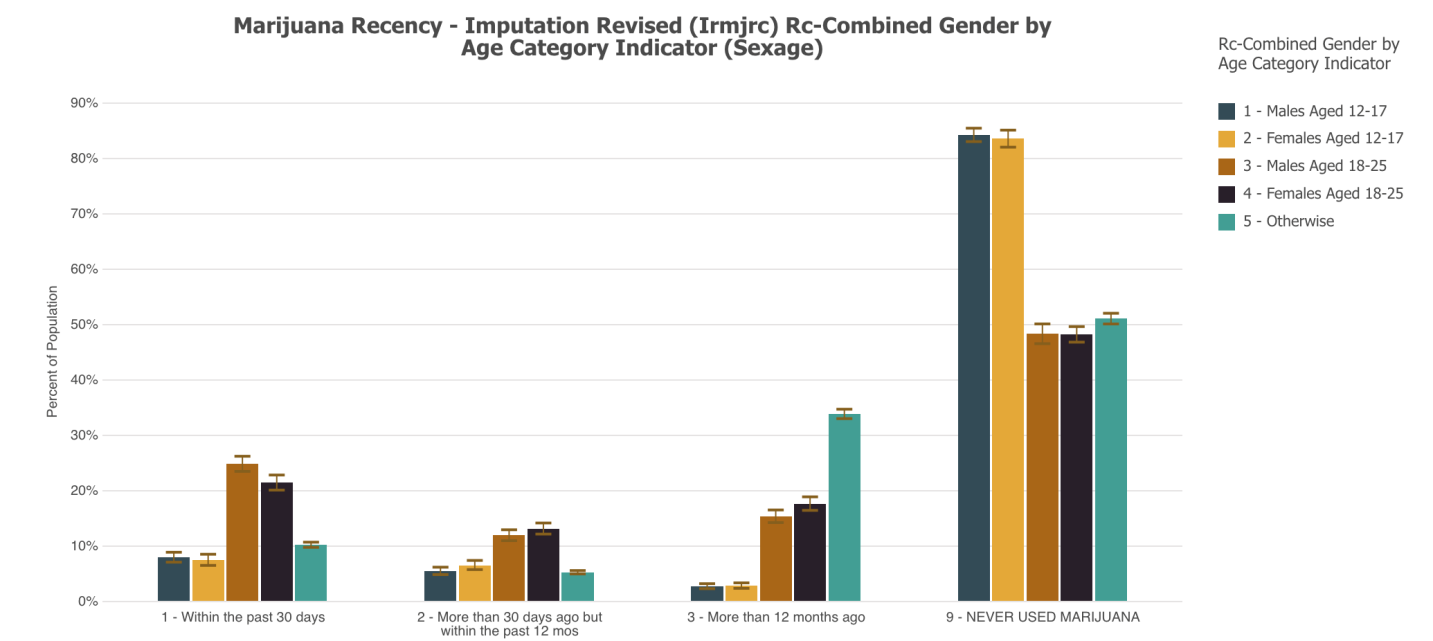 Marijuana Recency - Imputation Revised (Irmjrc) Rc-Combined Gender by
Age Category Indicator (Sexage)
Rc-Combined Gender by
Age Category Indicator
1 - Males Aged 12-17
2 - Females Aged 12-17
3 - Males Aged 18-25
4 - Females Aged 18-25
5 - Otherwise
Percent of Population
90%
80%
70%
60%
50%
40%
30%
20%
10%
0%
1 - Within the past 30 days
2 - More than 30 days ago but
within the past 12 mos
3 - More than 12 months ago
9 - NEVER USED MARIJUANA